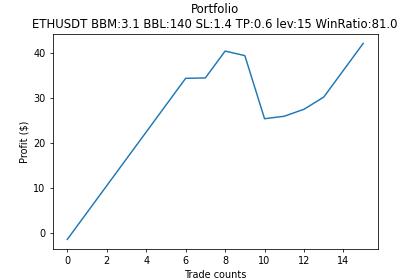 Portfolio
ETHUSDT BBM:3.1 BBL:140 SL:1.4 TP:0.6 lev:15 WinRatio:81.0
40
30
20
10
0
Profit ($)
0 2 4 6 8 10 12 14
Trade counts